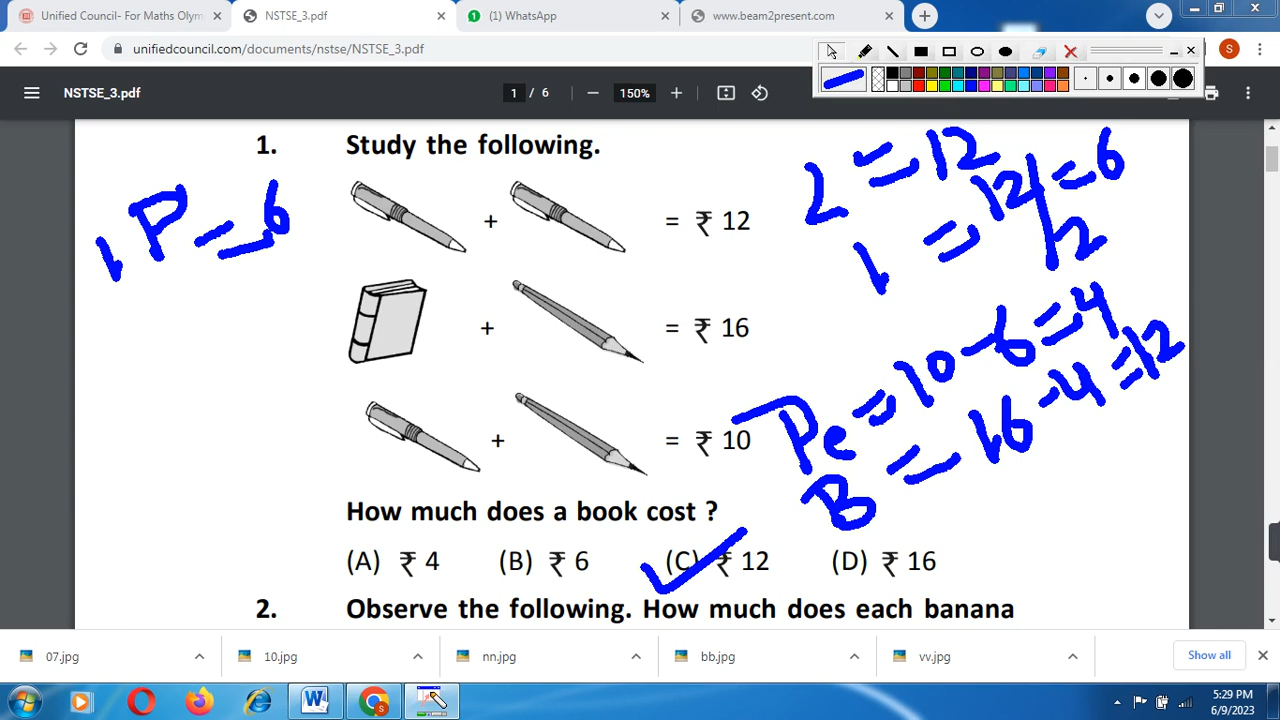 Unified Council- For Maths Olym
NSTSE_3.pdf
1
(1) WhatsApp
www.beam2present.com
unifiedcouncil.com/documents/nstse/NSTSE_3.pdf
S
NSTSE_3.pdf
1 / 6
150%
1. Study the following.
+ = ₹ 12
+ = ₹ 16
+ = ₹ 10
How much does a book cost ?
(A) ₹ 4 (B) ₹ 6 (C) ₹ 12 (D) ₹ 16
2. Observe the following. How much does each banana
1 P = 6
2 = 12
1 = 12/2 = 6
Pe = 10 - 6 = 4
B = 16 - 4 = 12
07.jpg
10.jpg
nn.jpg
bb.jpg
vv.jpg
Show all
5:29 PM
6/9/2023